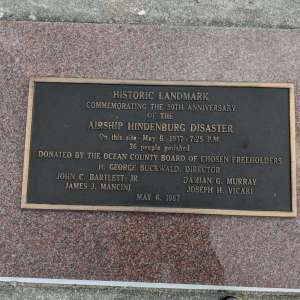 HISTORIC LANDMARK
COMMEMORATING THE 50TH ANNIVERSARY
OF THE
AIRSHIP HINDENBURG DISASTER
On this site - May 6, 1937 - 7:25 P.M.
36 people perished
DONATED BY THE OCEAN COUNTY BOARD OF CHOSEN FREEHOLDERS
H. GEORGE BUCKWALD, DIRECTOR
JOHN C. BARTLETT, JR. DAMIAN G. MURRAY
JAMES J. MANCINI JOSEPH H. VICARI
MAY 6, 1987